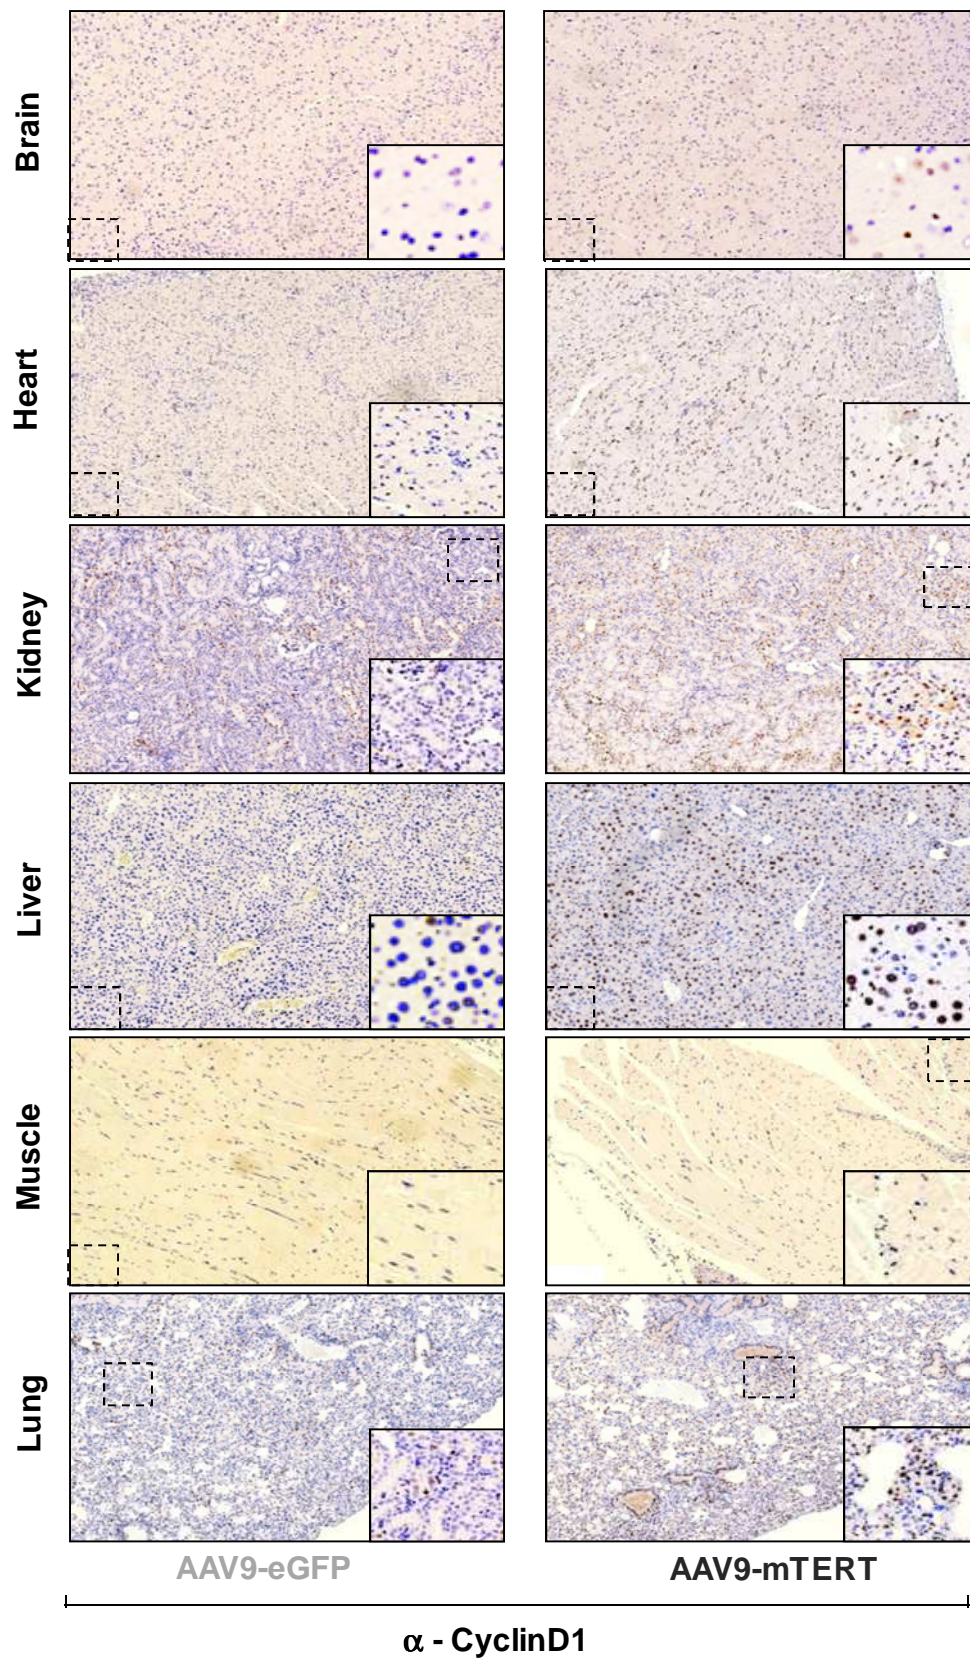 Brain
Heart
Kidney
Liver
Muscle
Lung
AAV9-eGFP
AAV9-mTERT
α - CyclinD1